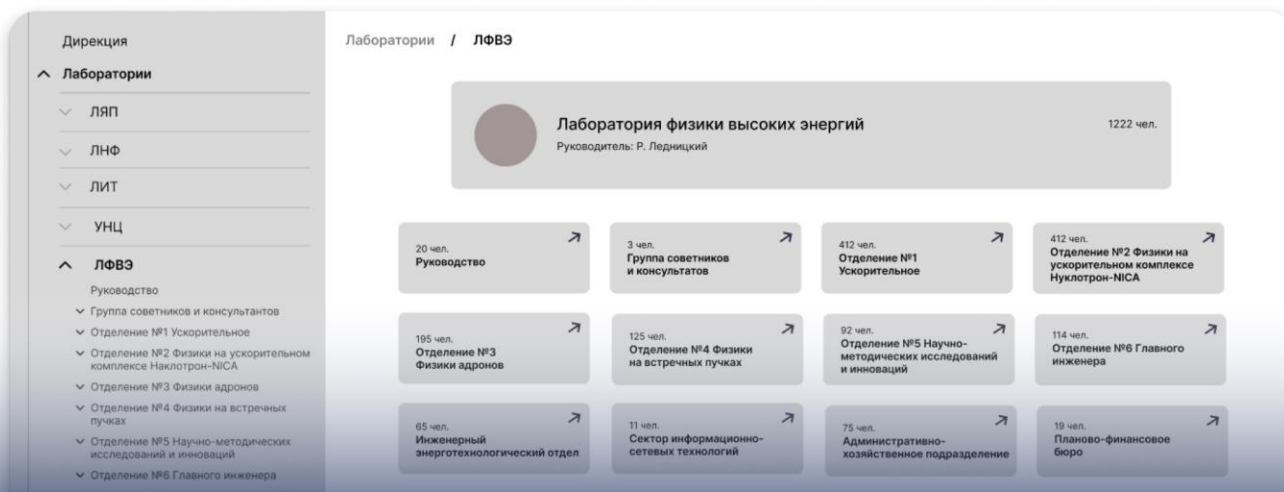 Дирекция
Лаборатории
ЛЯП
ЛНФ
ЛИТ
УНЦ
ЛФВЭ
Руководство
Группа советников и консультантов
Отделение №1 Ускорительное
Отделение №2 Физики на ускорительном
комплексе Наклотрон-NICA
Отделение №3 Физики адронов
Отделение №4 Физики на встречных
пучках
Отделение №5 Научно-методических
исследований и инноваций
Отделение №6 Главного инженера
Лаборатории / ЛФВЭ
Лаборатория физики высоких энергий
Руководитель: Р. Ледницкий
1222 чел.
20 чел.
Руководство
3 чел.
Группа советников
и консультатов
412 чел.
Отделение №1
Ускорительное
412 чел.
Отделение №2 Физики на
ускорительном комплексе
Нуклотрон-NICA
195 чел.
Отделение №3
Физики адронов
125 чел.
Отделение №4 Физики
на встречных пучках
92 чел.
Отделение №5 Научно-
методических исследований
и инноваций
114 чел.
Отделение №6 Главного
инженера
65 чел.
Инженерный
энерготехнологический отдел
11 чел.
Сектор информационно-
сетевых технологий
75 чел.
Административно-
хозяйственное подразделение
19 чел.
Планово-финансовое
бюро